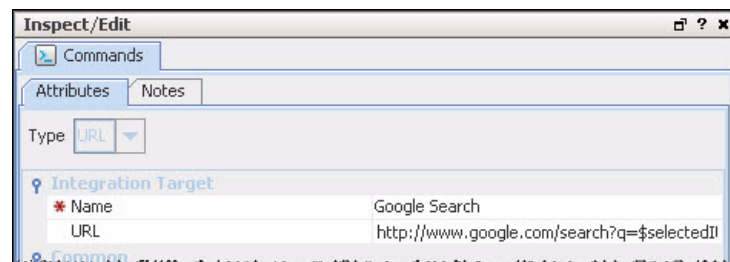 Inspect/Edit ? ×
Commands
Attributes Notes
Type URL
Integration Target
* Name Google Search
URL http://www.google.com/search?q=$selectedI
Common